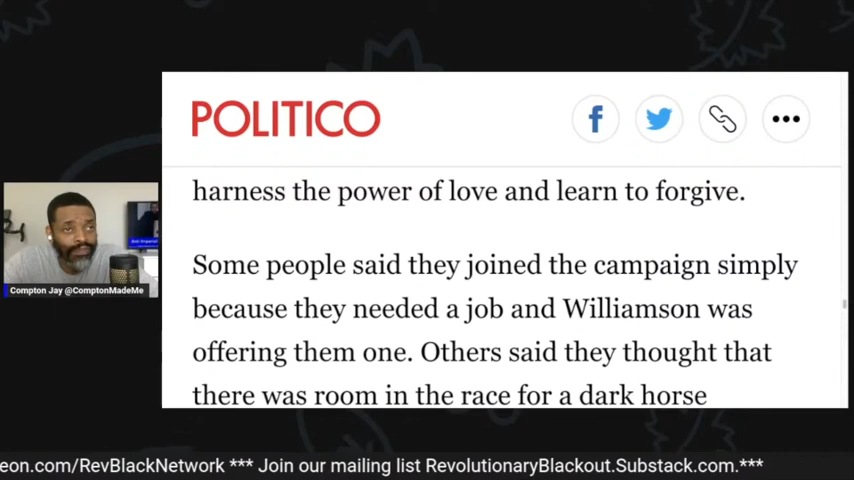 POLITICO
harness the power of love and learn to forgive.
Some people said they joined the campaign simply
because they needed a job and Williamson was
offering them one. Others said they thought that
there was room in the race for a dark horse
Compton Jay @ComptonMadeMe
eon.com/RevBlackNetwork *** Join our mailing list RevolutionaryBlackout.Substack.com.***